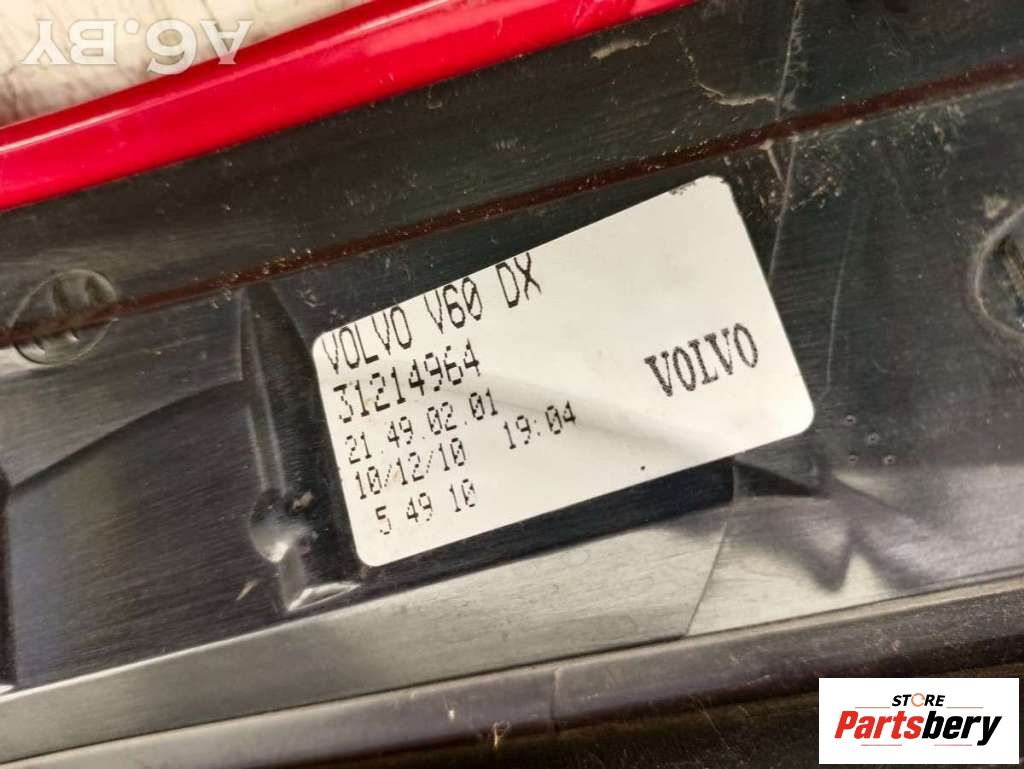 A6.BY
VOLVO V60 DX
31214964
21.49.02.01
10/12/10 19:04
5 49 10
VOLVO
STORE
Partsbery